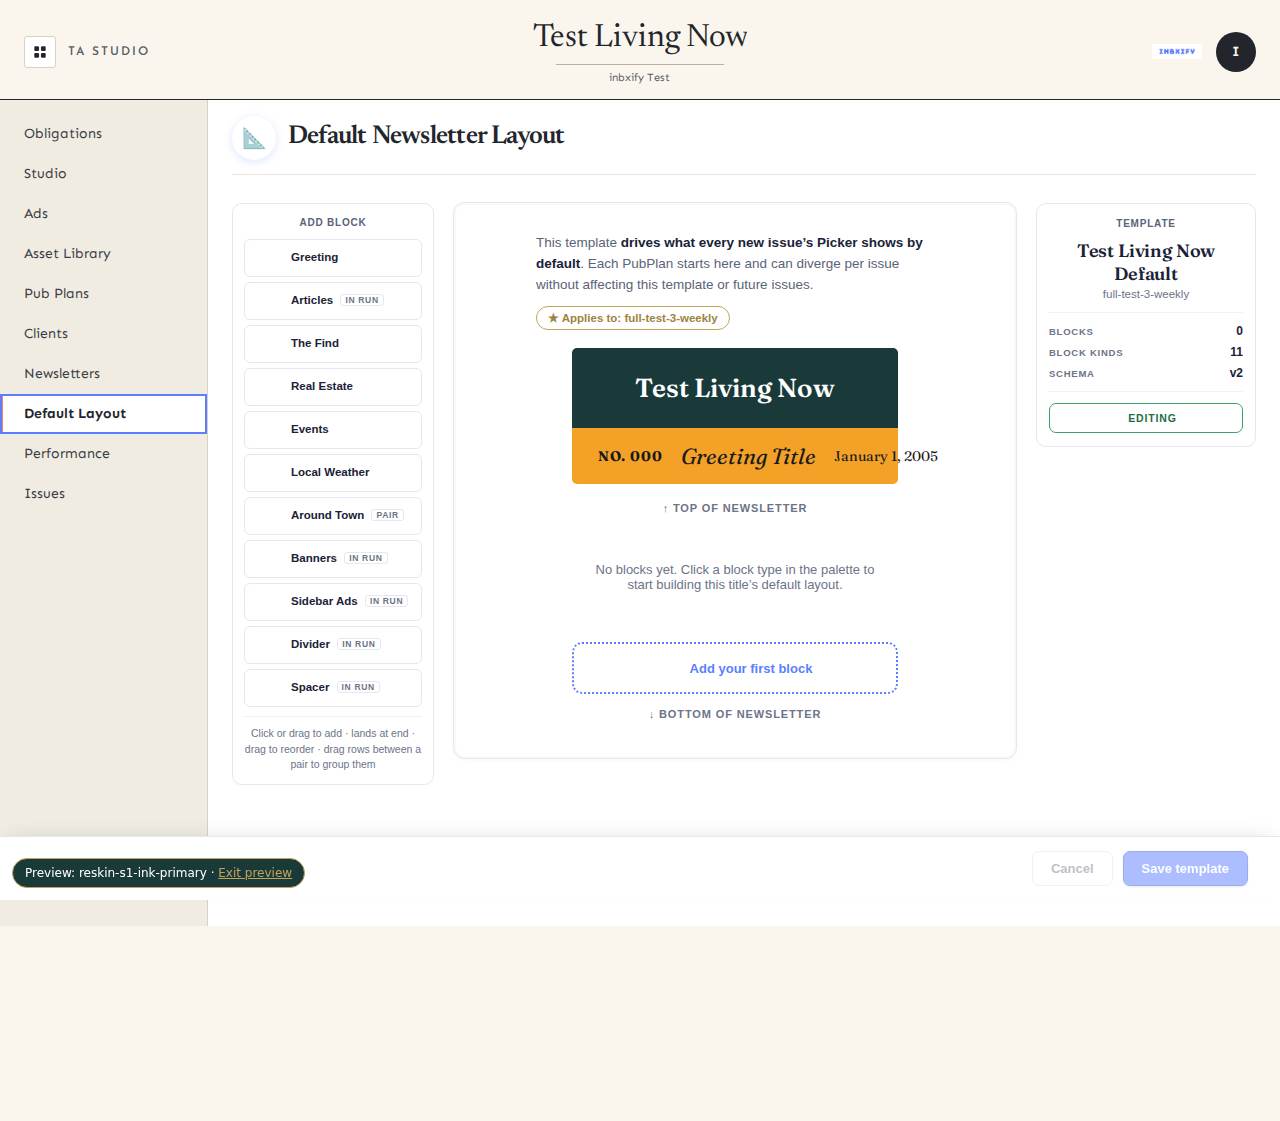 TA STUDIO
Test Living Now
inbxify Test
INBXIFY
I
Obligations
Studio
Ads
Asset Library
Pub Plans
Clients
Newsletters
Default Layout
Performance
Issues
Default Newsletter Layout
ADD BLOCK
Greeting
Articles IN RUN
The Find
Real Estate
Events
Local Weather
Around Town PAIR
Banners IN RUN
Sidebar Ads IN RUN
Divider IN RUN
Spacer IN RUN
Click or drag to add · lands at end ·
drag to reorder · drag rows between a
pair to group them
This template drives what every new issue’s Picker shows by
default. Each PubPlan starts here and can diverge per issue
without affecting this template or future issues.
★ Applies to: full-test-3-weekly
Test Living Now
NO. 000 Greeting Title January 1, 2005
↑ TOP OF NEWSLETTER
No blocks yet. Click a block type in the palette to
start building this title’s default layout.
Add your first block
↓ BOTTOM OF NEWSLETTER
TEMPLATE
Test Living Now
Default
full-test-3-weekly
BLOCKS 0
BLOCK KINDS 11
SCHEMA v2
EDITING
Preview: reskin-s1-ink-primary · Exit preview
Cancel
Save template